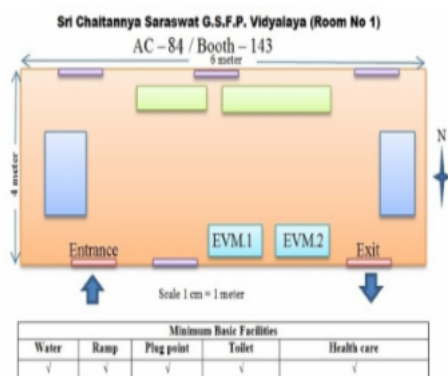 Sri Chaitannya Saraswat G.S.F.P. Vidyalaya (Room No 1)
AC – 84 / Booth – 143
6 meter
4 meter
N
EVM.1 EVM.2
Entrance Exit
Scale 1 cm = 1 meter
Minimum Basic Facilities
Water Ramp Plug point Toilet Health care
√ √ √ √ √